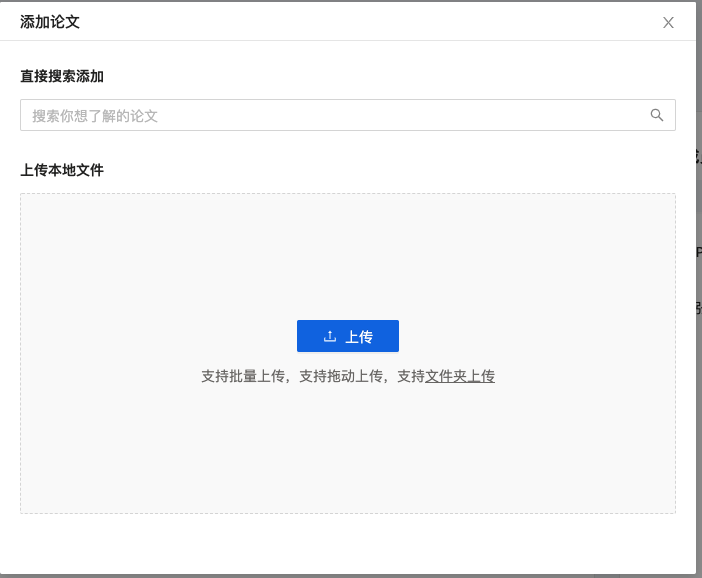 添加论文
直接搜索添加
搜索你想了解的论文
上传本地文件
上传
支持批量上传，支持拖动上传，支持文件夹上传